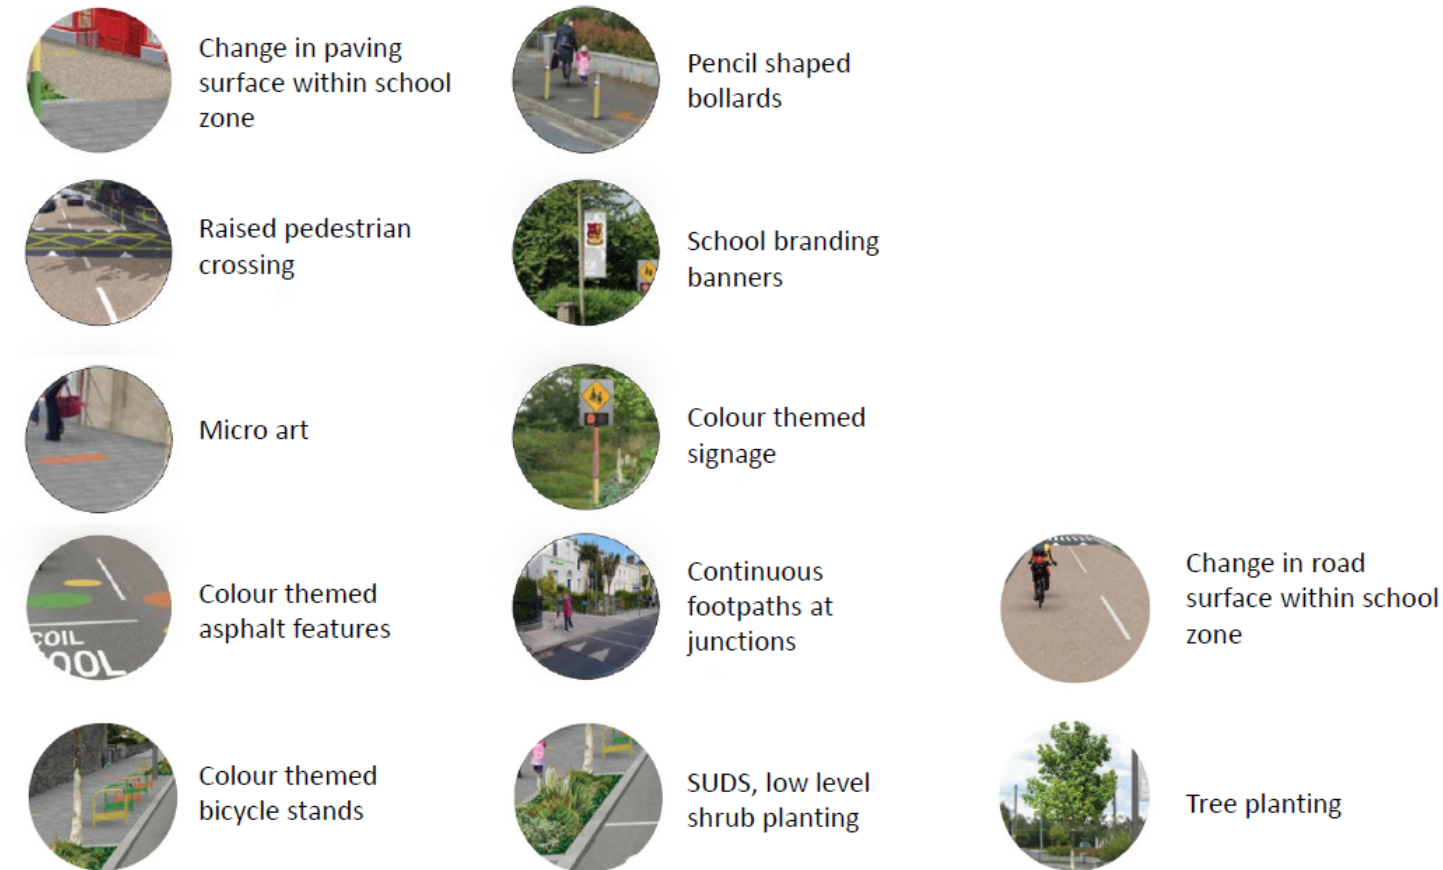 Change in paving
surface within school
zone
Pencil shaped
bollards
Raised pedestrian
crossing
School branding
banners
Micro art
Colour themed
signage
Colour themed
asphalt features
COIL
OOL
Continuous
footpaths at
junctions
Change in road
surface within school
zone
Colour themed
bicycle stands
SUDS, low level
shrub planting
Tree planting